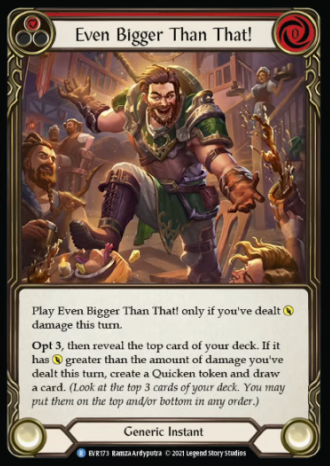 Even Bigger Than That!
Play Even Bigger Than That! only if you've dealt
damage this turn.
Opt 3, then reveal the top card of your deck. If it
has greater than the amount of damage you've
dealt this turn, create a Quicken token and draw
a card. (Look at the top 3 cards of your deck. You may
put them on the top and/or bottom in any order.)
Generic Instant
R EVR173 Ramza Ardyputra © 2021 Legend Story Studios